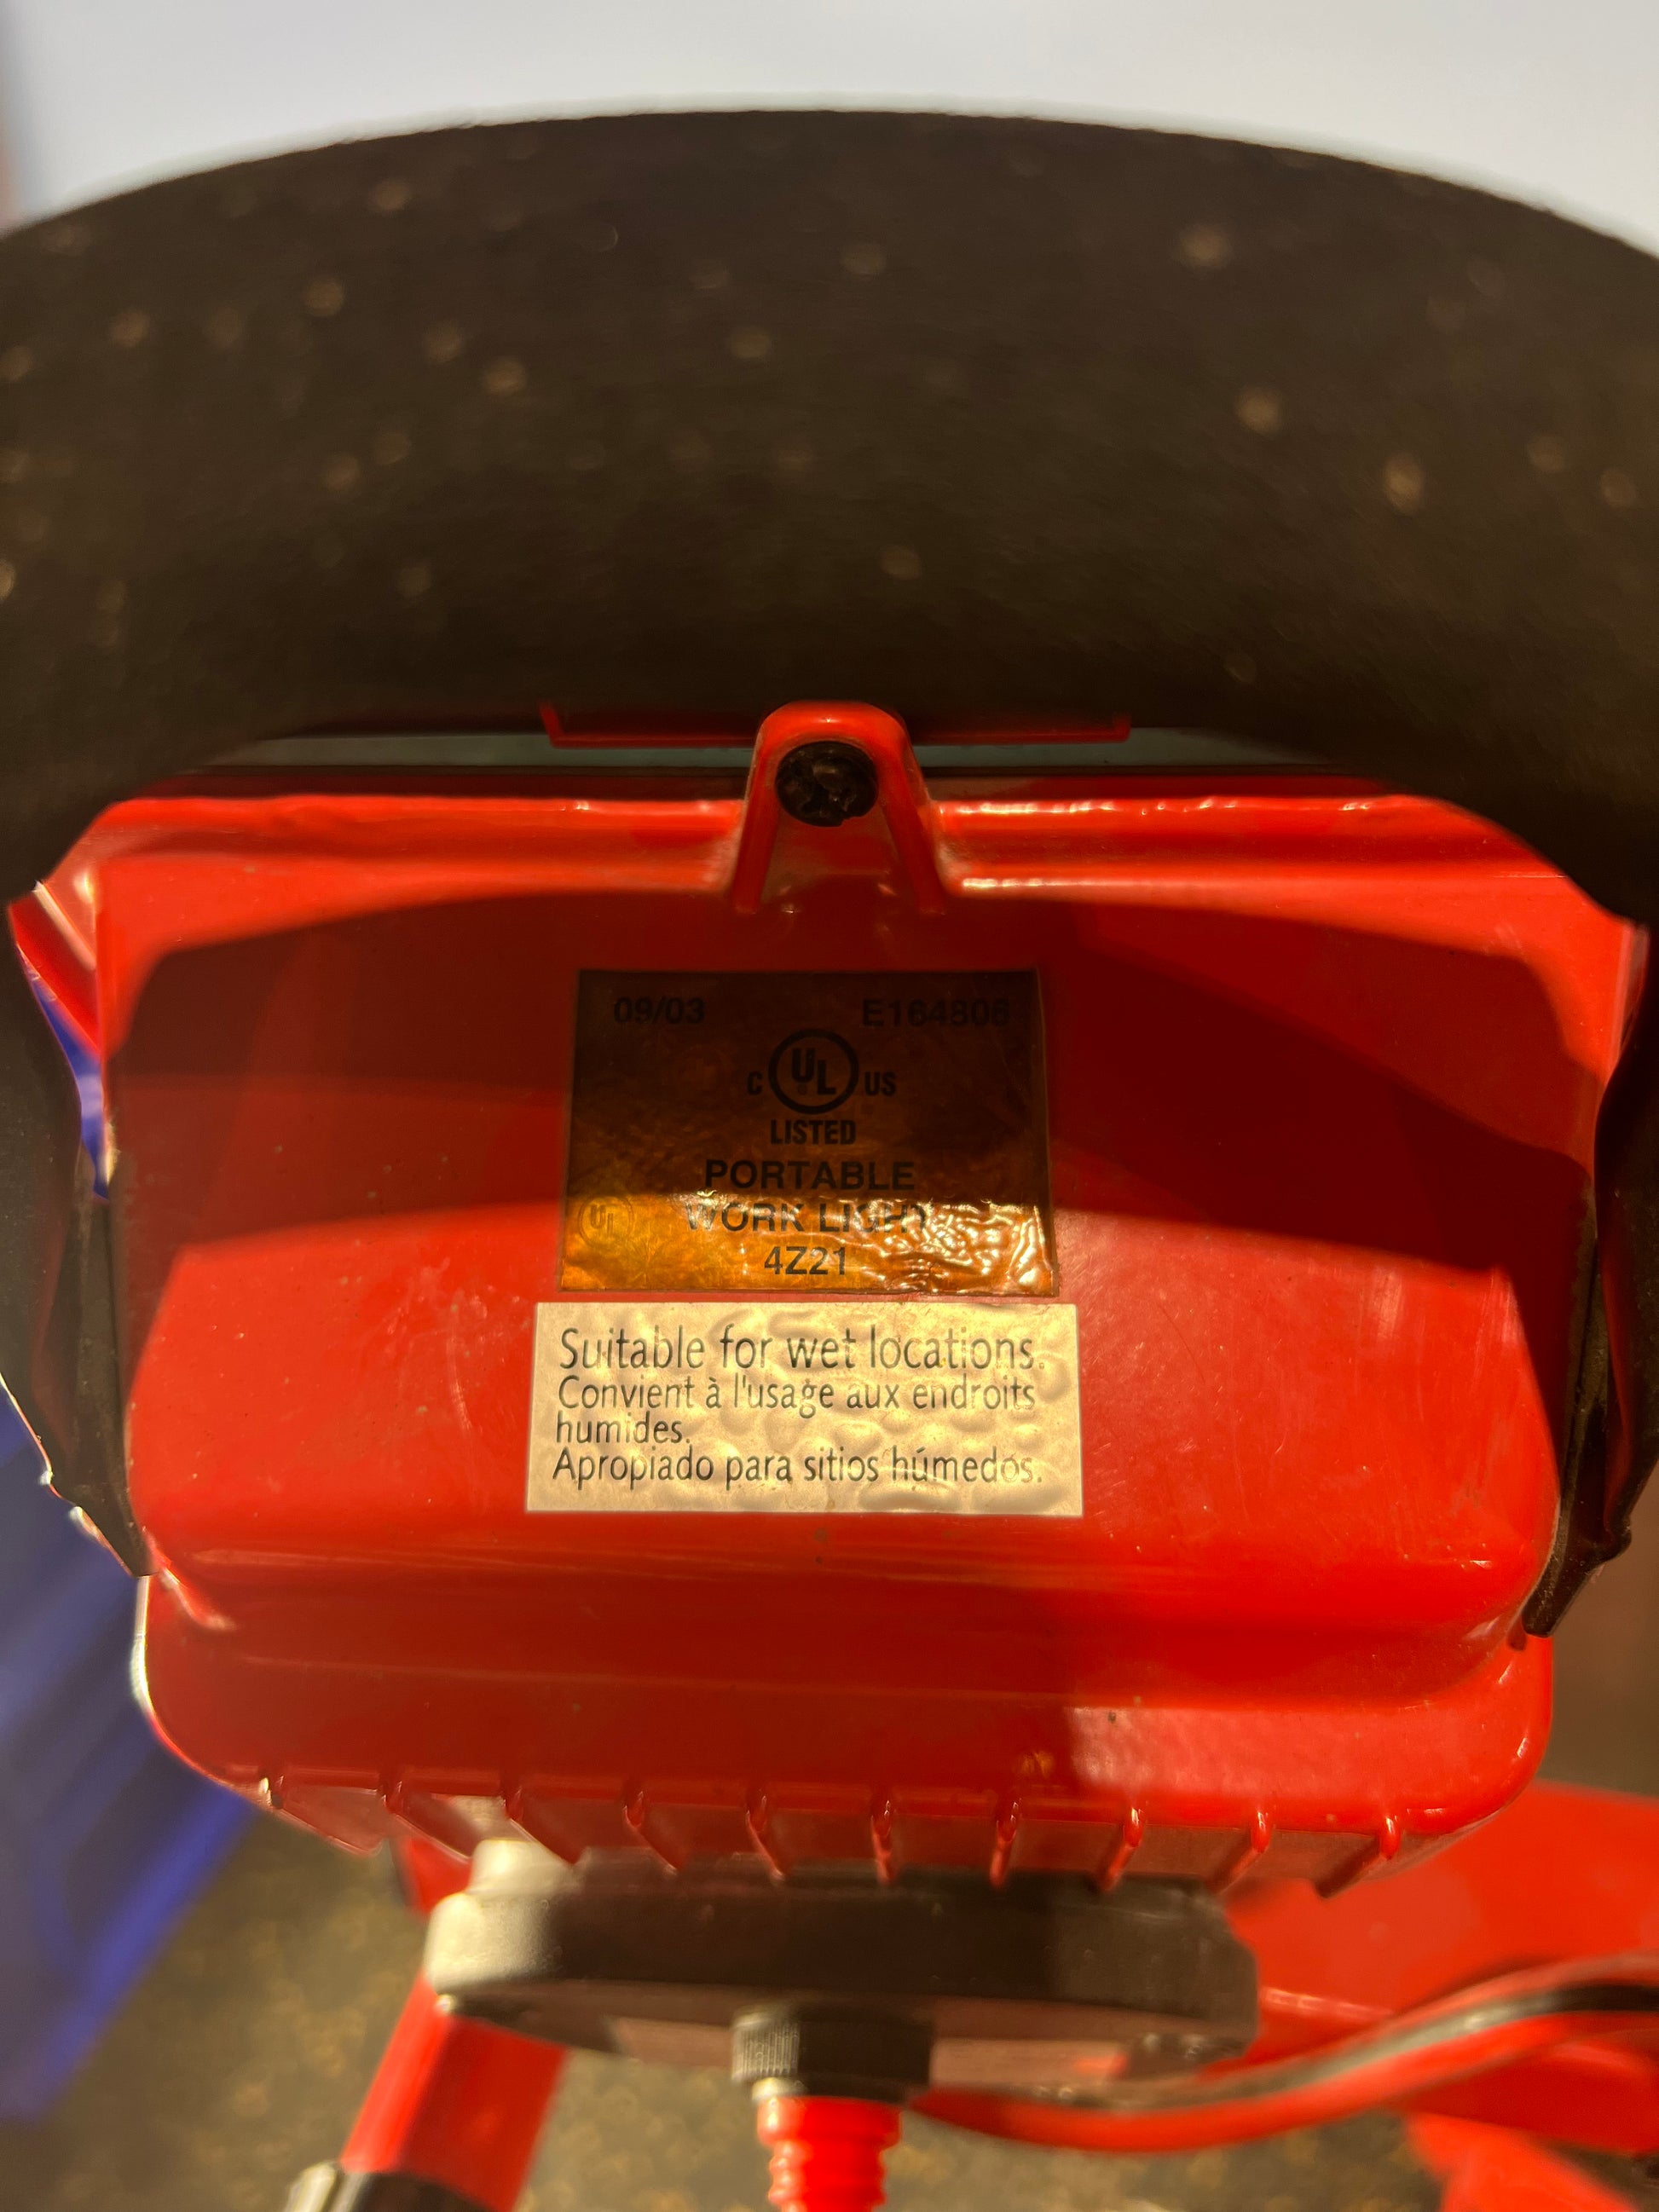 09/03 E164806
C UL US
LISTED
PORTABLE
WORK LIGHT
UL
4Z21
Suitable for wet locations.
Convient à l'usage aux endroits
humides.
Apropiado para sitios húmedos.